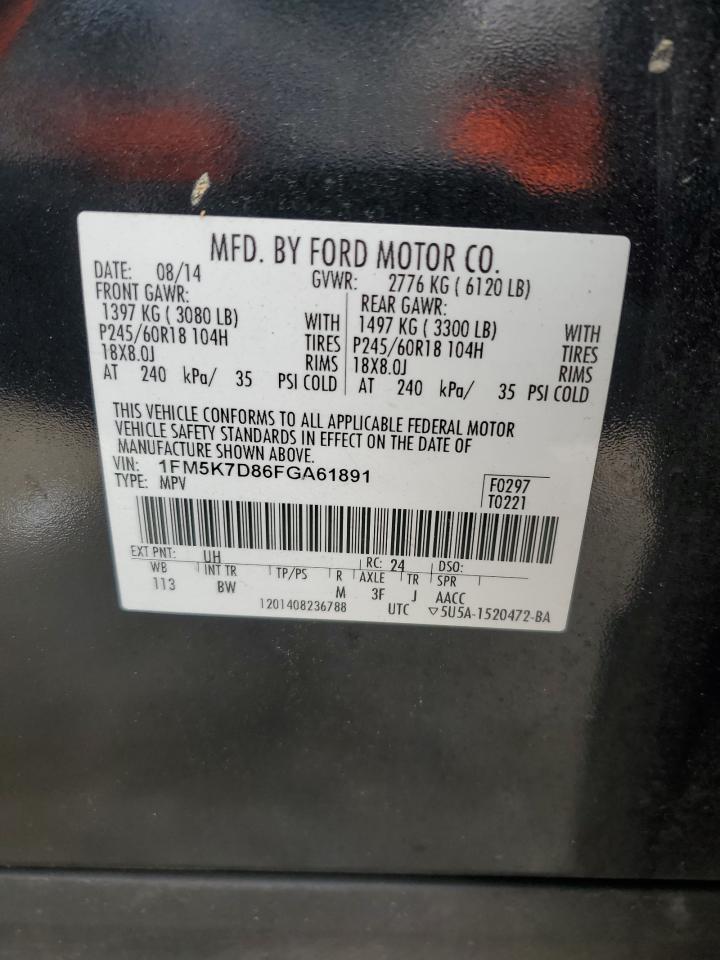 MFD. BY FORD MOTOR CO.
DATE: 08/14 GVWR: 2776 KG ( 6120 LB)
FRONT GAWR: REAR GAWR:
1397 KG ( 3080 LB) WITH 1497 KG ( 3300 LB) WITH
P245/60R18 104H TIRES P245/60R18 104H TIRES
18X8.0J RIMS 18X8.0J RIMS
AT 240 kPa/ 35 PSI COLD AT 240 kPa/ 35 PSI COLD
THIS VEHICLE CONFORMS TO ALL APPLICABLE FEDERAL MOTOR
VEHICLE SAFETY STANDARDS IN EFFECT ON THE DATE OF
MANUFACTURE SHOWN ABOVE.
VIN: 1FM5K7D86FGA61891
TYPE: MPV F0297
T0221
EXT PNT: UH RC: 24 DSO:
WB INT TR TP/PS R AXLE TR SPR
113 BW M 3F J AACC
1201408236788 UTC ▽5U5A-1520472-BA